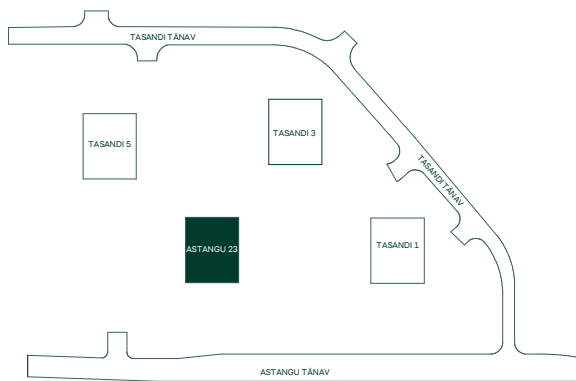 TASANDI TÄNAV
TASANDI 3
TASANDI 5
TASANDI TÄNAV
ASTANGU 23
TASANDI 1
ASTANGU TÄNAV